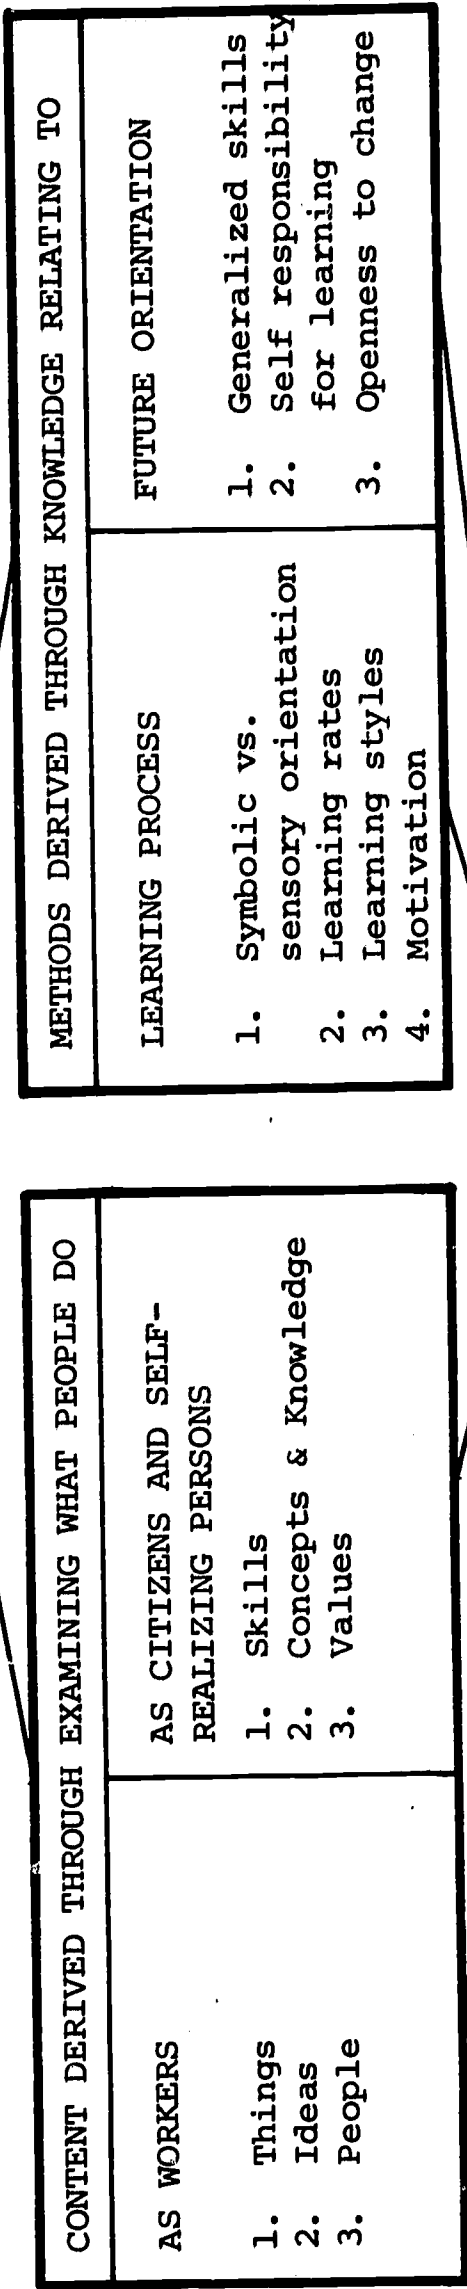 CONTENT DERIVED THROUGH EXAMINING WHAT PEOPLE DO
AS WORKERS
1. Things
2. Ideas
3. People
AS CITIZENS AND SELF-
REALIZING PERSONS
1. Skills
2. Concepts & Knowledge
3. Values
METHODS DERIVED THROUGH KNOWLEDGE RELATING TO
LEARNING PROCESS
1. Symbolic vs.
sensory orientation
2. Learning rates
3. Learning styles
4. Motivation
FUTURE ORIENTATION
1. Generalized skills
2. Self responsibility
for learning
3. Openness to change